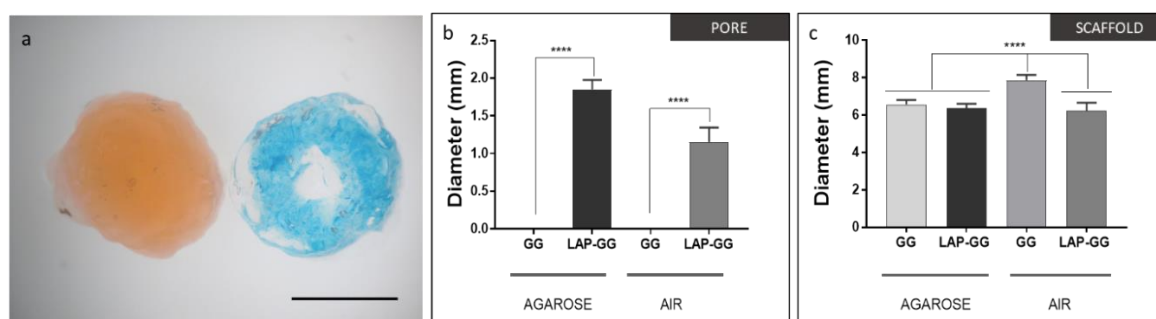 a
b
PORE
Diameter (mm)
2.5
2.0
1.5
1.0
0.5
0.0
****
****
GG LAP-GG GG LAP-GG
AGAROSE AIR
c
SCAFFOLD
Diameter (mm)
10
8
6
4
2
0
****
GG LAP-GG GG LAP-GG
AGAROSE AIR